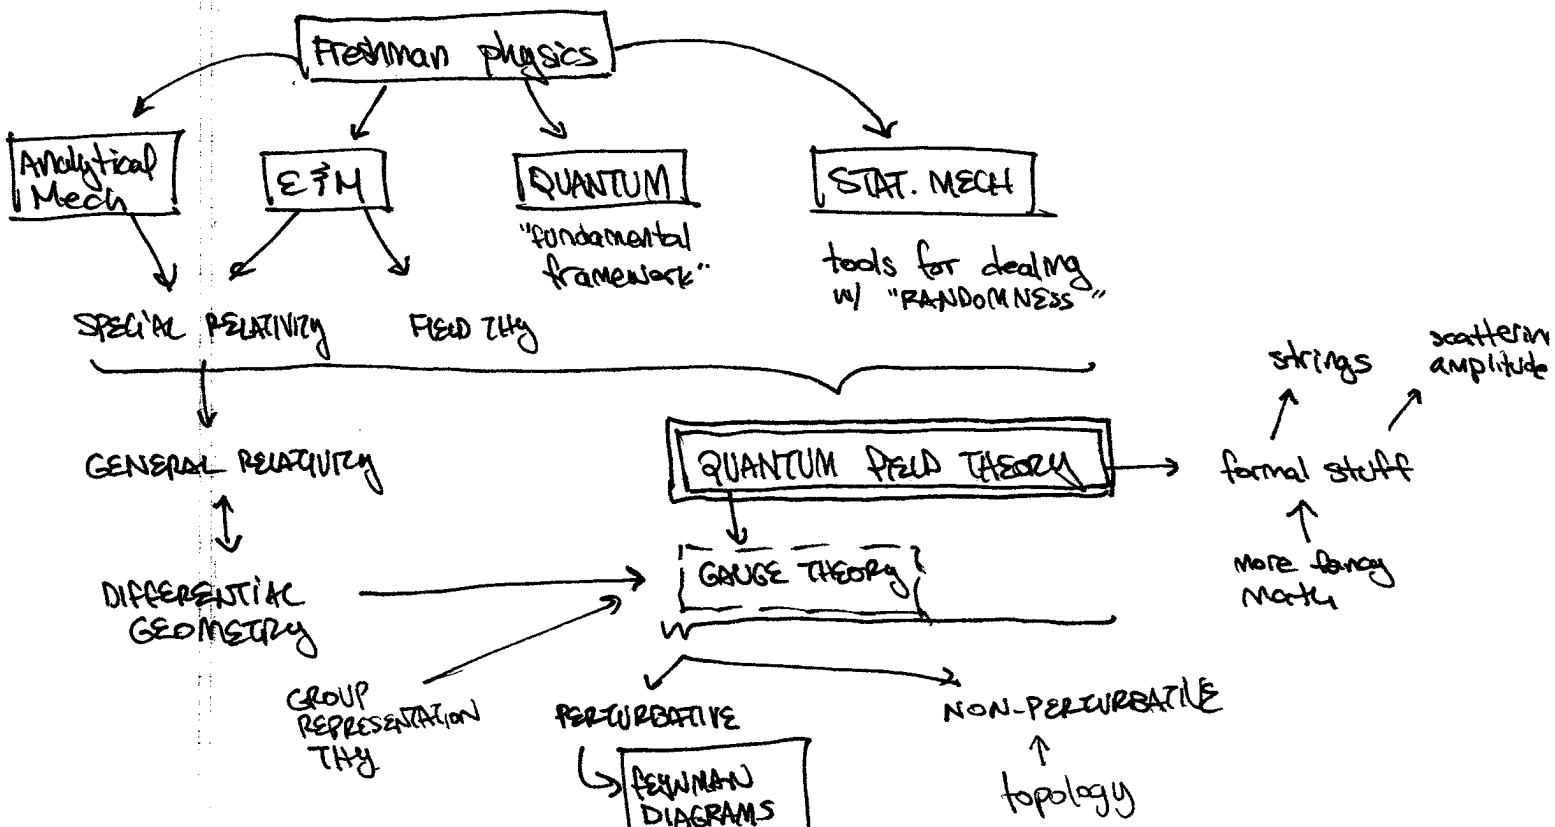 Freshman physics
Analytical
Mech
E & M
QUANTUM
STAT. MECH
"fundamental
framework"
tools for dealing
w/ "RANDOMNESS"
SPECIAL RELATIVITY
FIELD THY
strings
scattering
amplitude
GENERAL RELATIVITY
QUANTUM FIELD THEORY
formal stuff
GAUGE THEORY
more fancy
math
DIFFERENTIAL
GEOMETRY
GROUP
REPRESENTATION
THY
PERTURBATIVE
NON-PERTURBATIVE
FEYNMAN
DIAGRAMS
topology